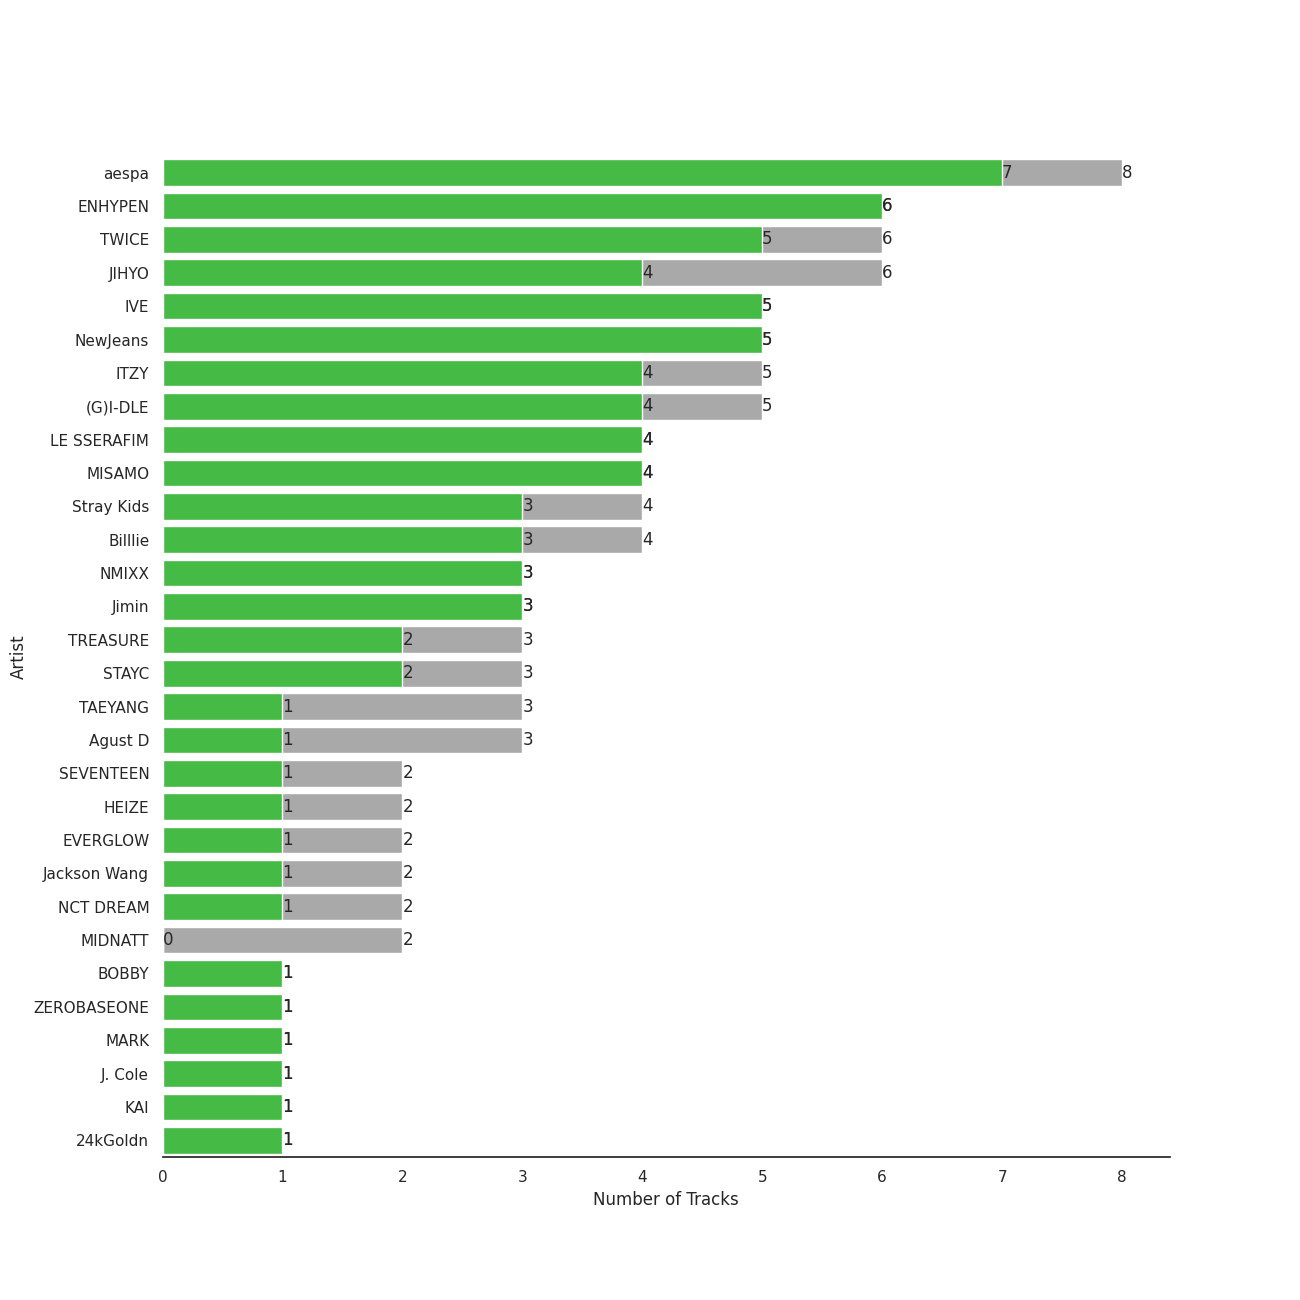 aespa 7 8
ENHYPEN 6
TWICE 5 6
JIHYO 4 6
IVE 5
NewJeans 5
ITZY 4 5
(G)I-DLE 4 5
LE SSERAFIM 4
MISAMO 4
Stray Kids 3 4
Billlie 3 4
NMIXX 3
Jimin 3
TREASURE 2 3
STAYC 2 3
TAEYANG 1 3
Agust D 1 3
SEVENTEEN 1 2
HEIZE 1 2
EVERGLOW 1 2
Jackson Wang 1 2
NCT DREAM 1 2
MIDNATT 0 2
BOBBY 1
ZEROBASEONE 1
MARK 1
J. Cole 1
KAI 1
24kGoldn 1
0 1 2 3 4 5 6 7 8
Number of Tracks
Artist